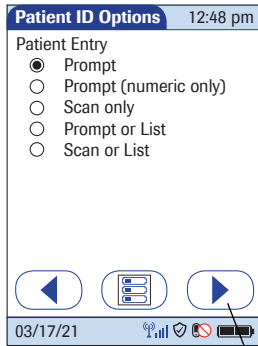 Patient ID Options 12:48 pm
Patient Entry
Prompt
Prompt (numeric only)
Scan only
Prompt or List
Scan or List
03/17/21